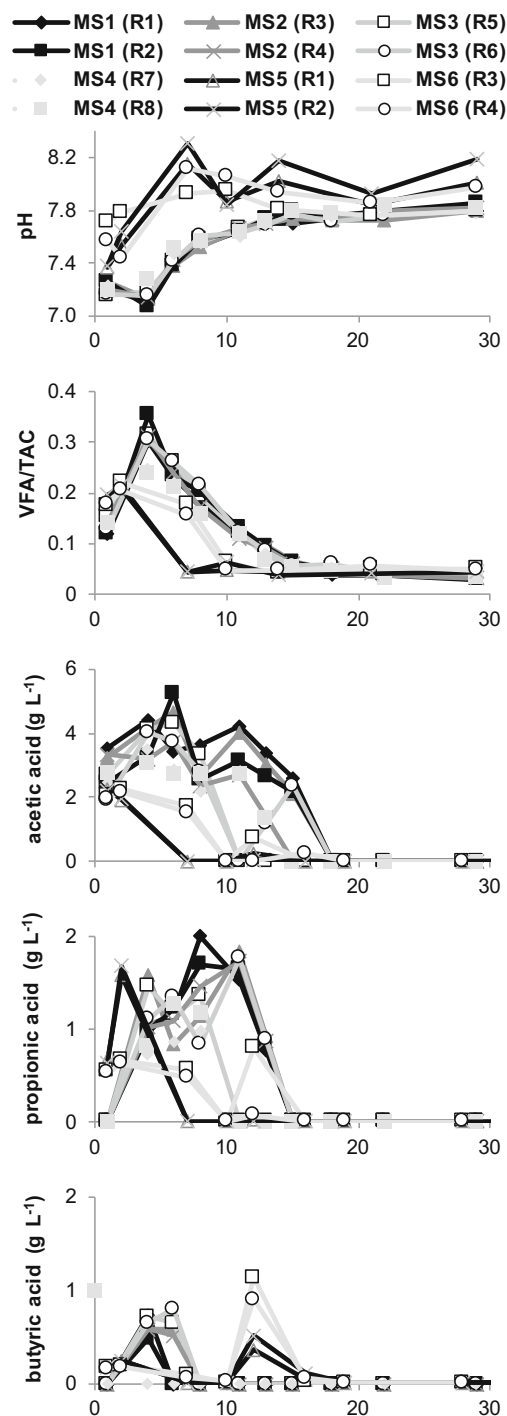 MS1 (R1) MS2 (R3) MS3 (R5)
MS1 (R2) MS2 (R4) MS3 (R6)
MS4 (R7) MS5 (R1) MS6 (R3)
MS4 (R8) MS5 (R2) MS6 (R4)
pH
8.2
7.8
7.4
7.0
0 10 20 30
VFA/TAC
0.4
0.3
0.2
0.1
0
0 10 20 30
acetic acid (g L-1)
6
4
2
0
0 10 20 30
propionic acid (g L-1)
2
1
0
0 10 20 30
butyric acid (g L-1)
2
1
0
0 10 20 30